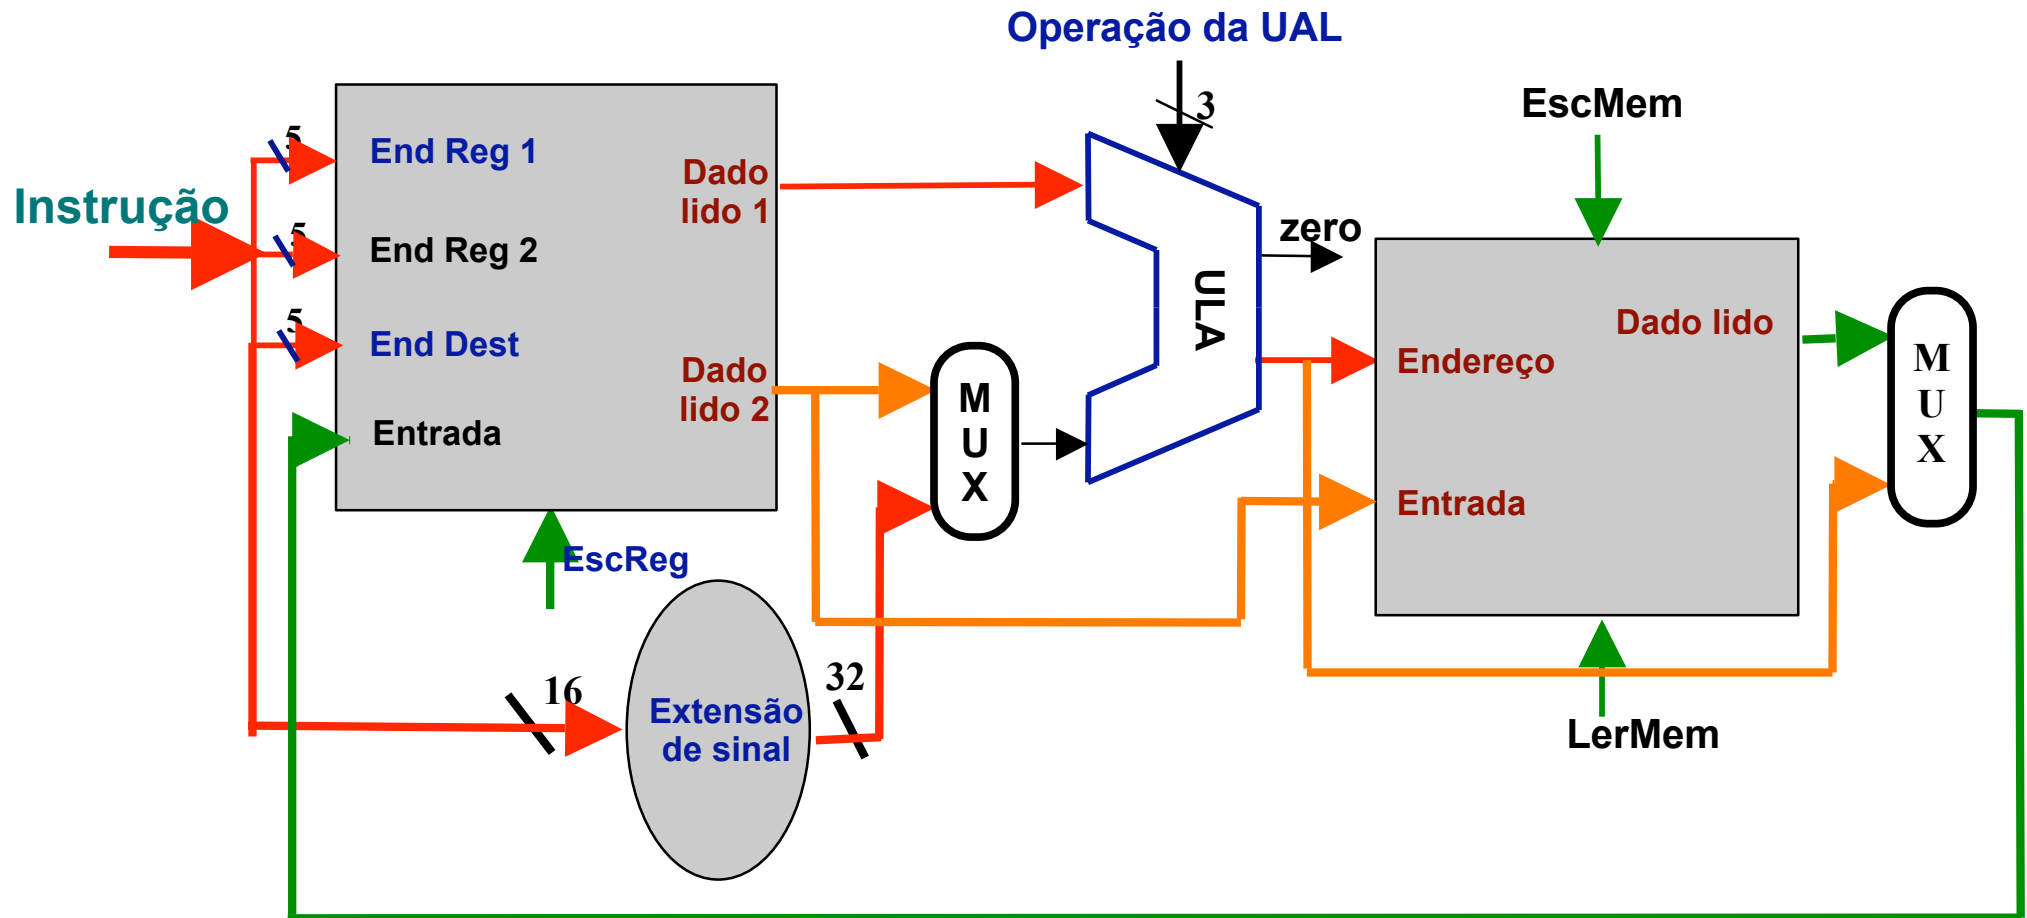 Operação da UAL
3
EscMem
5
End Reg 1
Dado
lido 1
Instrução
5
End Reg 2
zero
ULA
5
End Dest
Dado
lido 2
Entrada
M
U
X
Endereço
Dado lido
Entrada
M
U
X
EscReg
16
32
Extensão
de sinal
LerMem